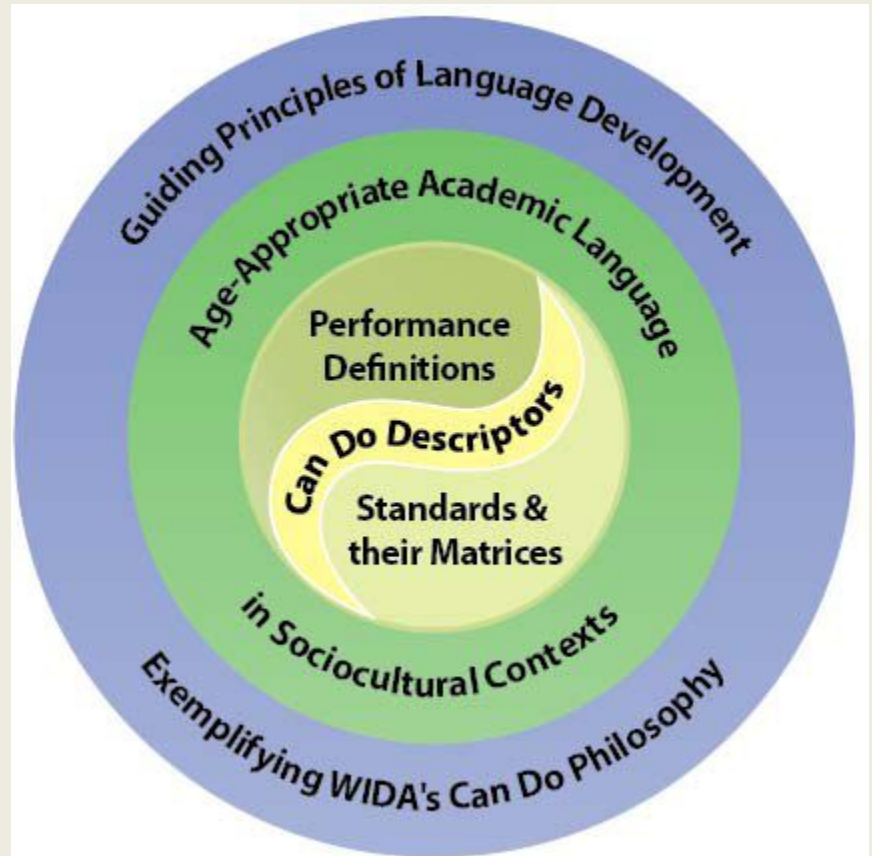 Guiding Principles of Language Development
Age-Appropriate Academic Language
Performance
Definitions
Can Do Descriptors
Standards &
their Matrices
in Sociocultural Contexts
Exemplifying WIDA's Can Do Philosophy